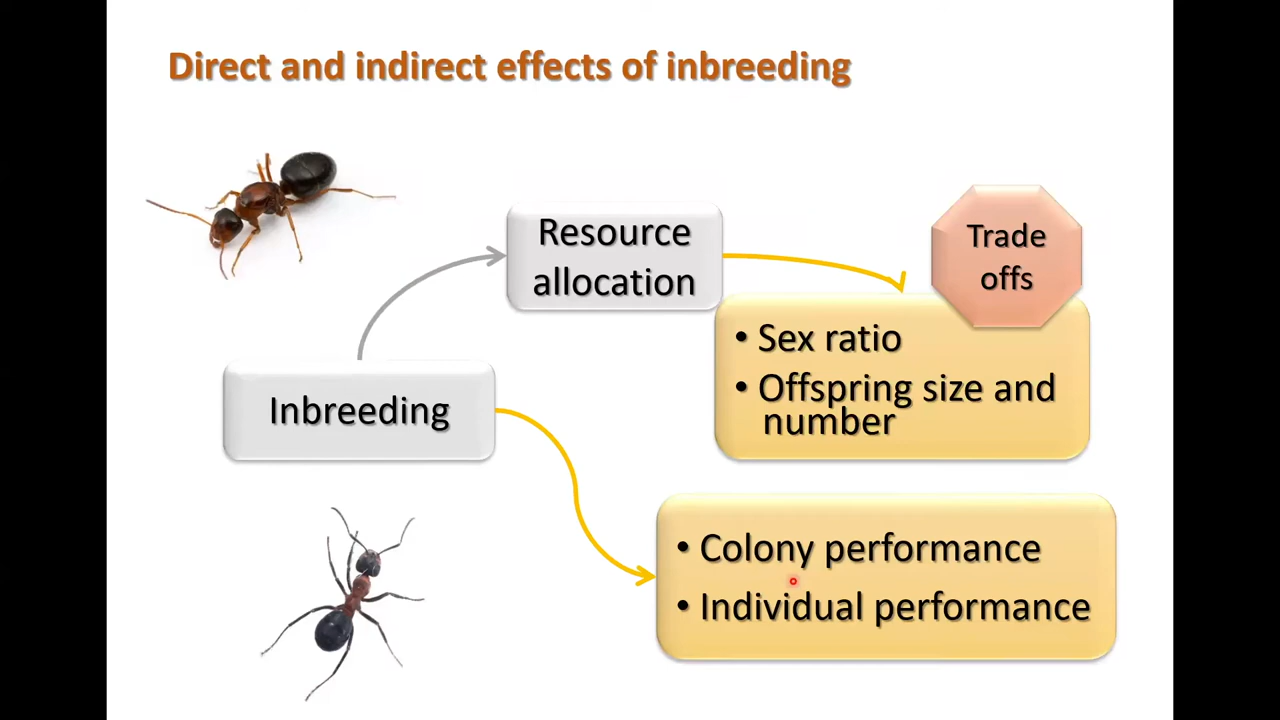 Direct and indirect effects of inbreeding
Resource
allocation
Trade
offs
• Sex ratio
• Offspring size and
number
Inbreeding
• Colony performance
• Individual performance